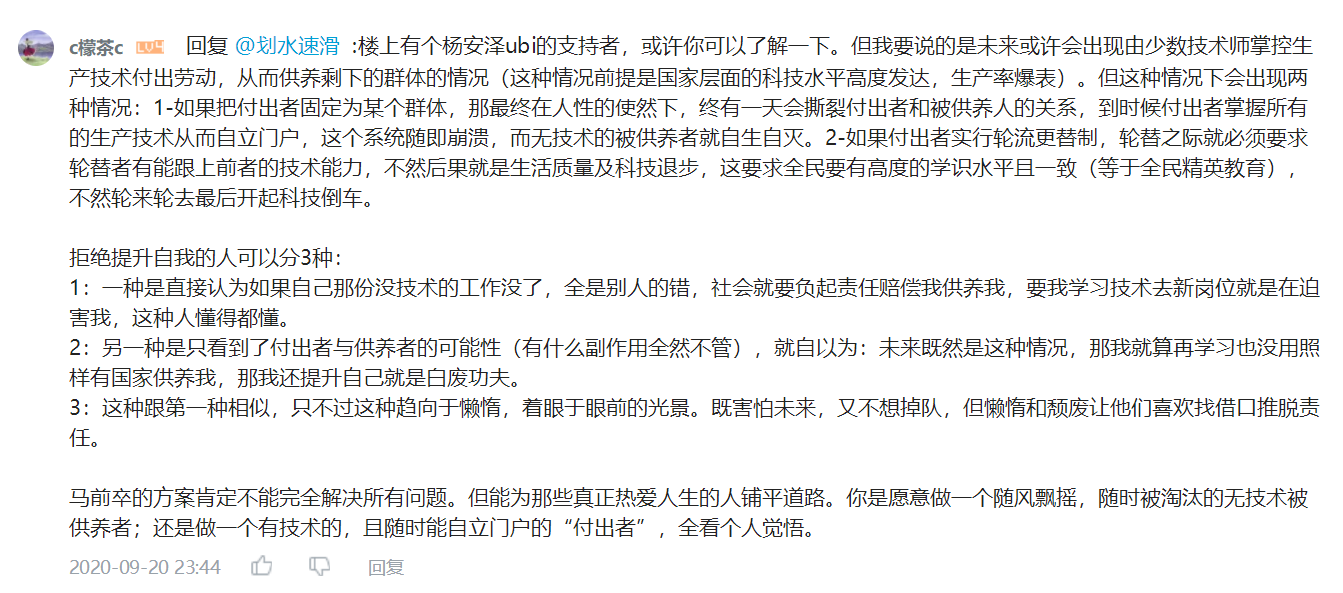 c檬茶c LV4 回复 @划水速滑 :楼上有个杨安泽ubi的支持者，或许你可以了解一下。但我要说的是未来或许会出现由少数技术师掌控生
产技术付出劳动，从而供养剩下的群体的情况（这种情况前提是国家层面的科技水平高度发达，生产率爆表）。但这种情况下会出现两
种情况：1-如果把付出者固定为某个群体，那最终在人性的使然下，终有一天会撕裂付出者和被供养人的关系，到时候付出者掌握所有
的生产技术从而自立门户，这个系统随即崩溃，而无技术的被供养者就自生自灭。2-如果付出者实行轮流更替制，轮替之际就必须要求
轮替者有能跟上前者的技术能力，不然后果就是生活质量及科技退步，这要求全民要有高度的学识水平且一致（等于全民精英教育），
不然轮来轮去最后开起科技倒车。
拒绝提升自我的人可以分3种：
1：一种是直接认为如果自己那份没技术的工作没了，全是别人的错，社会就要负起责任赔偿我供养我，要我学习技术去新岗位就是在迫
害我，这种人懂得都懂。
2：另一种是只看到了付出者与供养者的可能性（有什么副作用全然不管），就自以为：未来既然是这种情况，那我就算再学习也没用照
样有国家供养我，那我还提升自己就是白废功夫。
3：这种跟第一种相似，只不过这种趋向于懒惰，着眼于眼前的光景。既害怕未来，又不想掉队，但懒惰和颓废让他们喜欢找借口推脱责
任。
马前卒的方案肯定不能完全解决所有问题。但能为那些真正热爱人生的人铺平道路。你是愿意做一个随风飘摇，随时被淘汰的无技术被
供养者；还是做一个有技术的，且随时能自立门户的“付出者”，全看个人觉悟。
2020-09-20 23:44 回复